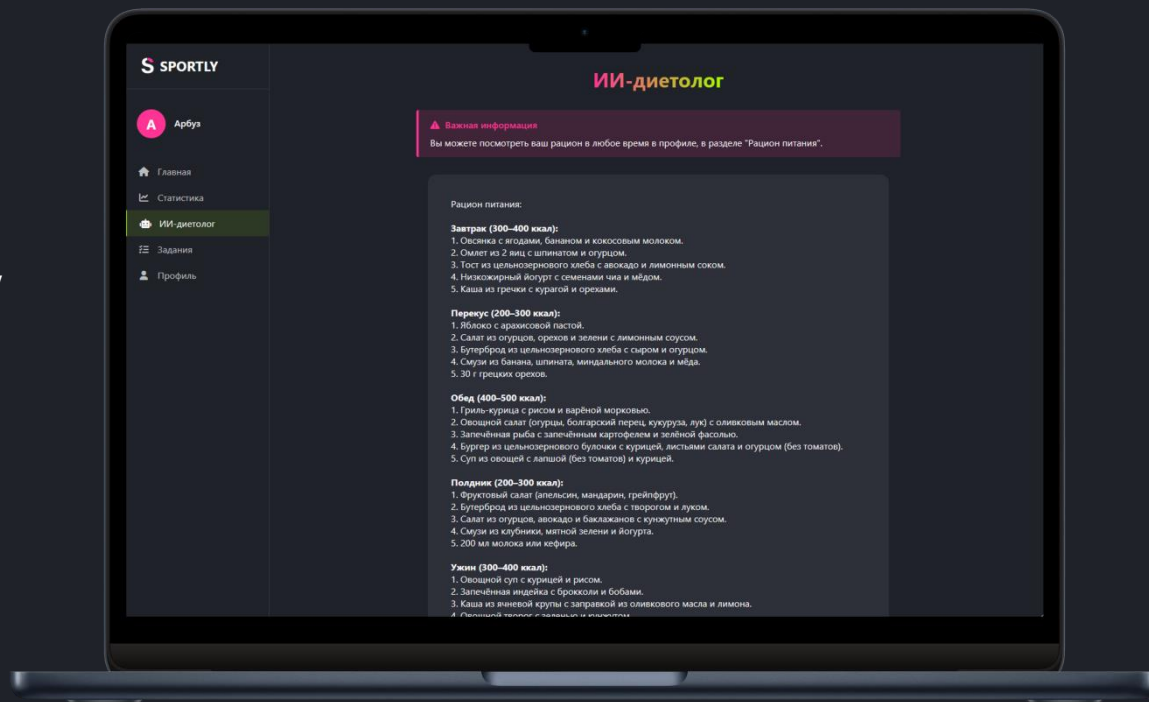 SPORTLY
А
Арбуз
Главная
Статистика
ИИ-диетолог
Задания
Профиль
ИИ-диетолог
Важная информация
Вы можете посмотреть ваш рацион в любое время в профиле, в разделе "Рацион питания".
Рацион питания:
Завтрак (300–400 ккал):
1. Овсянка с ягодами, бананом и кокосовым молоком.
2. Омлет из 2 яиц с шпинатом и огурцом.
3. Тост из цельнозернового хлеба с авокадо и лимонным соком.
4. Низкожирный йогурт с семенами чиа и мёдом.
5. Каша из гречки с курагой и орехами.
Перекус (200–300 ккал):
1. Яблоко с арахисовой пастой.
2. Салат из огурцов, орехов и зелени с лимонным соусом.
3. Бутерброд из цельнозернового хлеба с сыром и огурцом.
4. Смузи из банана, шпината, миндального молока и мёда.
5. 30 г грецких орехов.
Обед (400–500 ккал):
1. Гриль-курица с рисом и варёной морковью.
2. Овощной салат (огурцы, болгарский перец, кукуруза, лук) с оливковым маслом.
3. Запечённая рыба с запечённым картофелем и зелёной фасолью.
4. Бургер из цельнозернового булочки с курицей, листьями салата и огурцом (без томатов).
5. Суп из овощей с лапшой (без томатов) и курицей.
Полдник (200–300 ккал):
1. Фруктовый салат (апельсин, мандарин, грейпфрут).
2. Бутерброд из цельнозернового хлеба с творогом и луком.
3. Салат из огурцов, авокадо и баклажанов с кунжутным соусом.
4. Смузи из клубники, мятной зелени и йогурта.
5. 200 мл молока или кефира.
Ужин (300–400 ккал):
1. Овощной суп с курицей и рисом.
2. Запечённая индейка с брокколи и бобами.
3. Каша из ячневой крупы с заправкой из оливкового масла и лимона.
4. Овощной творог с зеленью и кунжутом